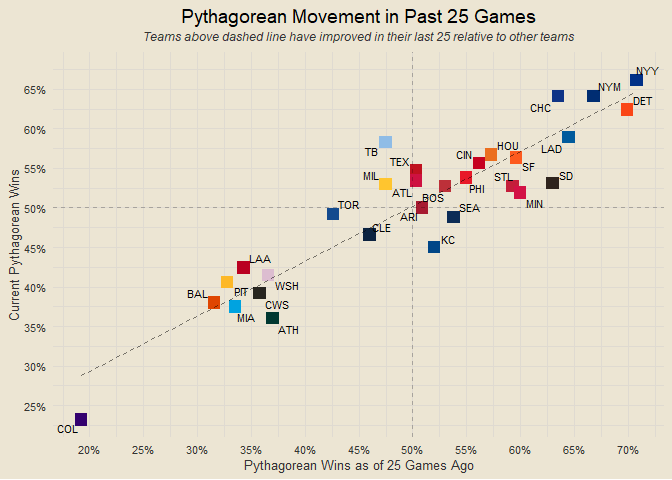 Pythagorean Movement in Past 25 Games
Teams above dashed line have improved in their last 25 relative to other teams
Current Pythagorean Wins
65%
60%
55%
50%
45%
40%
35%
30%
25%
NYY
NYM
CHC
DET
LAD
TB
TEX
CIN
HOU
SF
MIL
ATL
BOS
PHI
STL
SD
MIN
TOR
ARI
SEA
CLE
KC
LAA
BAL
PIT
WSH
CWS
MIA
ATH
COL
20%
25%
30%
35%
40%
45%
50%
55%
60%
65%
70%
Pythagorean Wins as of 25 Games Ago